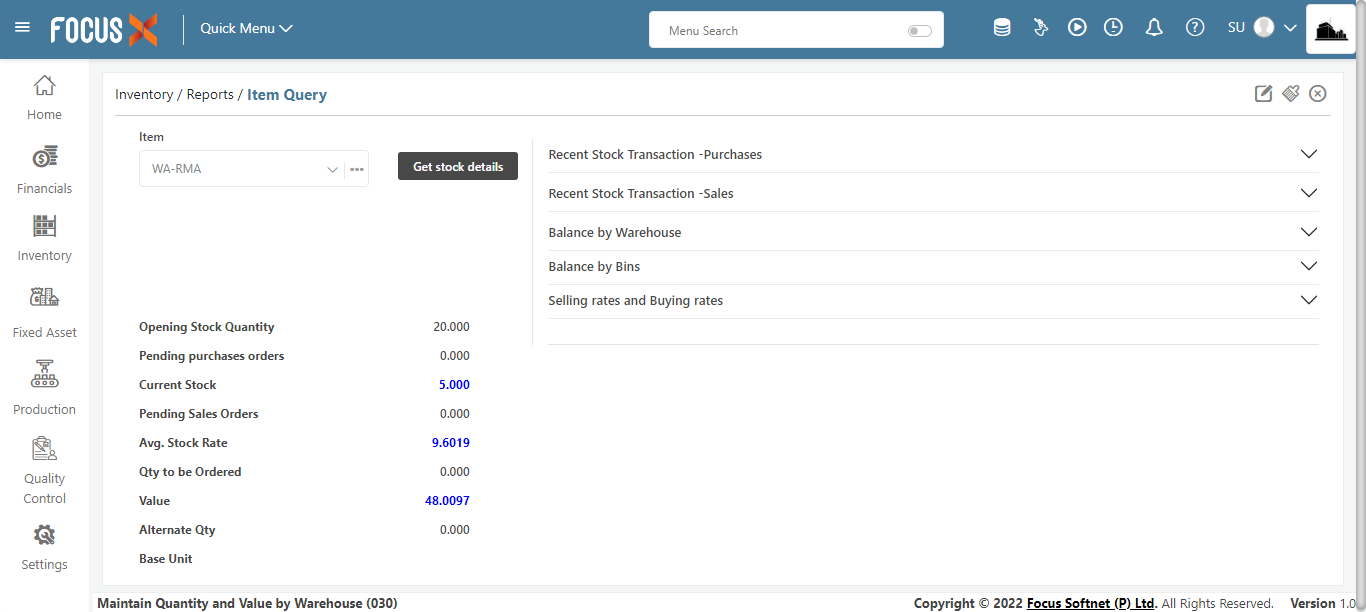 FOCUS X
Quick Menu
Menu Search
SU
Home
Financials
Inventory
Fixed Asset
Production
Quality
Control
Settings
Inventory / Reports / Item Query
Item
WA-RMA
Get stock details
Opening Stock Quantity 20.000
Pending purchases orders 0.000
Current Stock 5.000
Pending Sales Orders 0.000
Avg. Stock Rate 9.6019
Qty to be Ordered 0.000
Value 48.0097
Alternate Qty 0.000
Base Unit
Recent Stock Transaction -Purchases
Recent Stock Transaction -Sales
Balance by Warehouse
Balance by Bins
Selling rates and Buying rates
Maintain Quantity and Value by Warehouse (030)
Copyright © 2022 Focus Softnet (P) Ltd. All Rights Reserved. Version 1.0